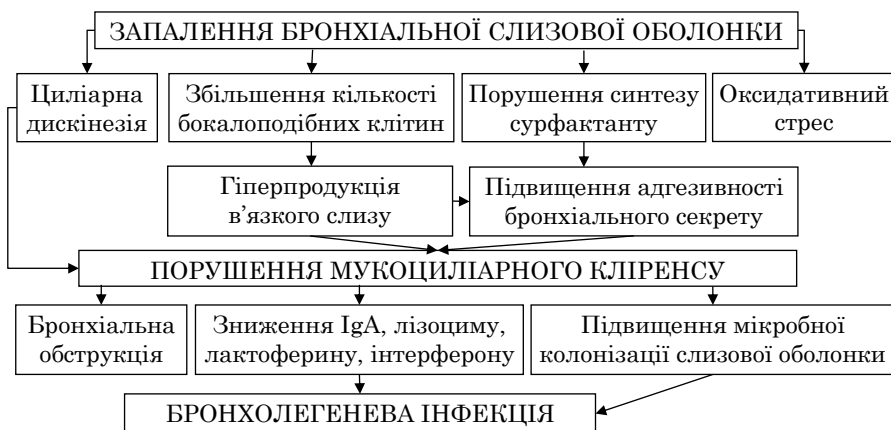 ЗАПАЛЕННЯ БРОНХІАЛЬНОЇ СЛИЗОВОЇ ОБОЛОНКИ
Циліарна
дискінезія
Збільшення кількості
бокалоподібних клітин
Порушення синтезу
сурфактанту
Оксидативний
стрес
Гіперпродукція
в’язкого слизу
Підвищення адгезивності
бронхіального секрету
ПОРУШЕННЯ МУКОЦИЛІАРНОГО КЛІРЕНСУ
Бронхіальна
обструкція
Зниження IgA, лізоциму,
лактоферину, інтерферону
Підвищення мікробної
колонізації слизової оболонки
БРОНХОЛЕГЕНЕВА ІНФЕКЦІЯ